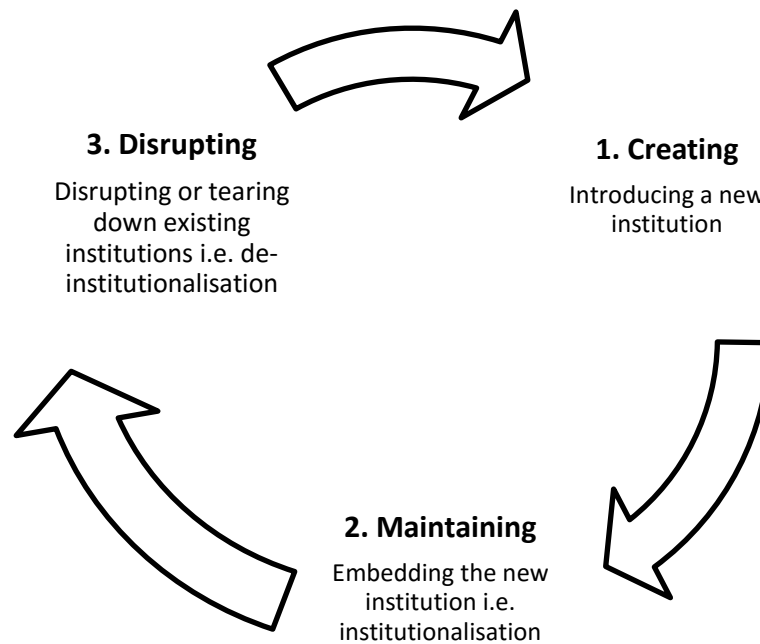 3. Disrupting
Disrupting or tearing
down existing
institutions i.e. de-
institutionalisation
1. Creating
Introducing a new
institution
2. Maintaining
Embedding the new
institution i.e.
institutionalisation